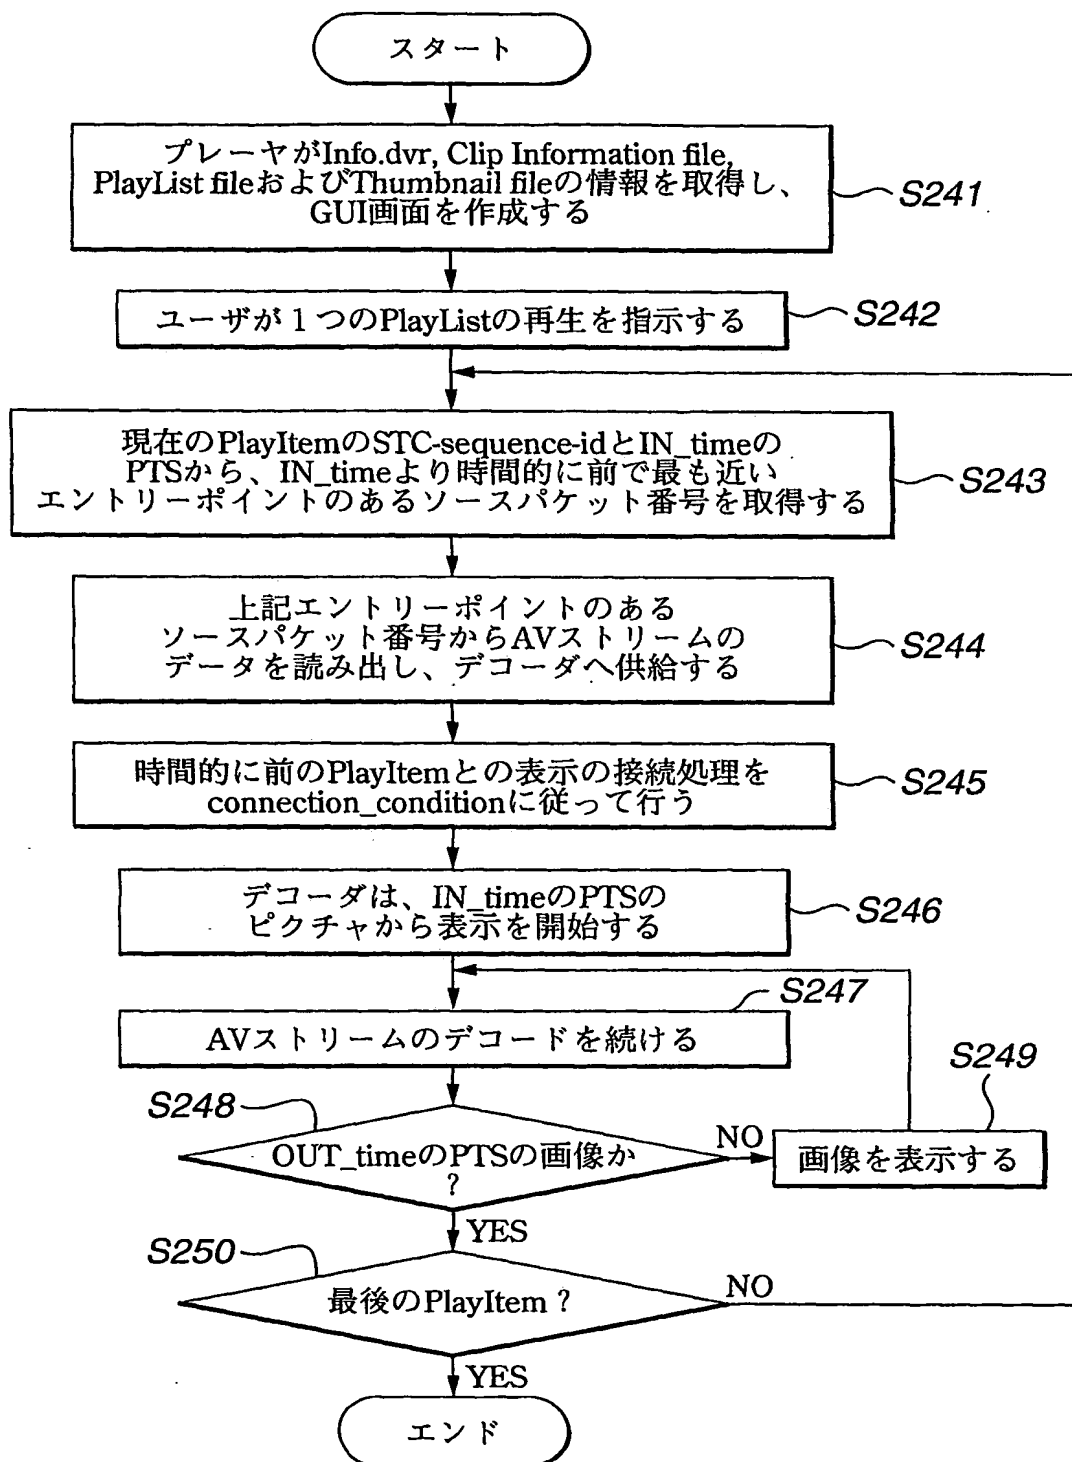 スタート
プレーヤがInfo.dvr, Clip Information file,
PlayList fileおよびThumbnail fileの情報を取得し、
GUI画面を作成する
S241
ユーザが1つのPlayListの再生を指示する
S242
現在のPlayItemのSTC-sequence-idとIN_timeの
PTSから、IN_timeより時間的に前で最も近い
エントリーポイントのあるソースパケット番号を取得する
S243
上記エントリーポイントのある
ソースパケット番号からAVストリームの
データを読み出し、デコーダへ供給する
S244
時間的に前のPlayItemとの表示の接続処理を
connection_conditionに従って行う
S245
デコーダは、IN_timeのPTSの
ピクチャから表示を開始する
S246
S247
AVストリームのデコードを続ける
S249
S248
OUT_timeのPTSの画像か
?
NO
画像を表示する
YES
S250
最後のPlayItem?
NO
YES
エンド